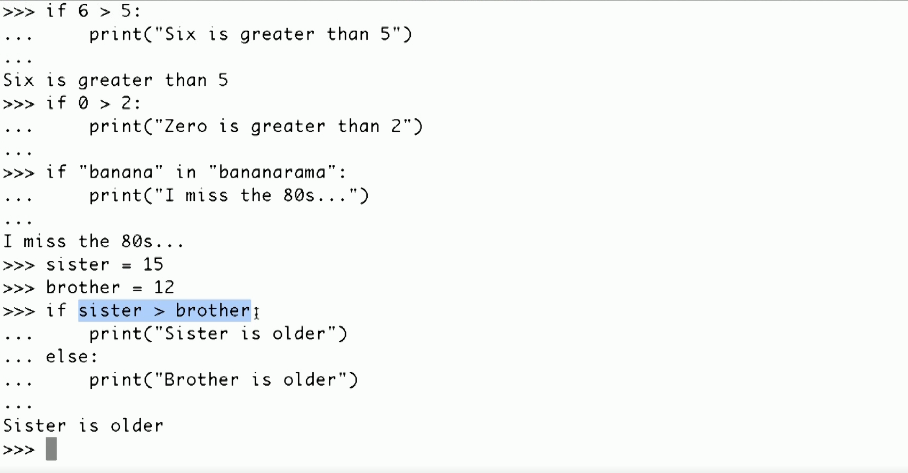 >>> if 6 > 5:
...     print("Six is greater than 5")
...
Six is greater than 5
>>> if 0 > 2:
...     print("Zero is greater than 2")
...
>>> if "banana" in "bananarama":
...     print("I miss the 80s...")
...
I miss the 80s...
>>> sister = 15
>>> brother = 12
>>> if sister > brother:
...     print("Sister is older")
... else:
...     print("Brother is older")
...
Sister is older
>>>